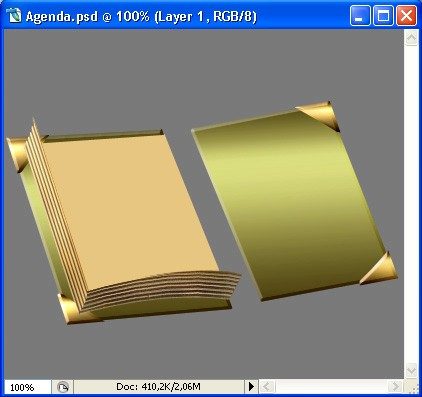 Agenda.psd @ 100% (Layer 1, RGB/8)
100%
Doc: 410,2K/2,06M